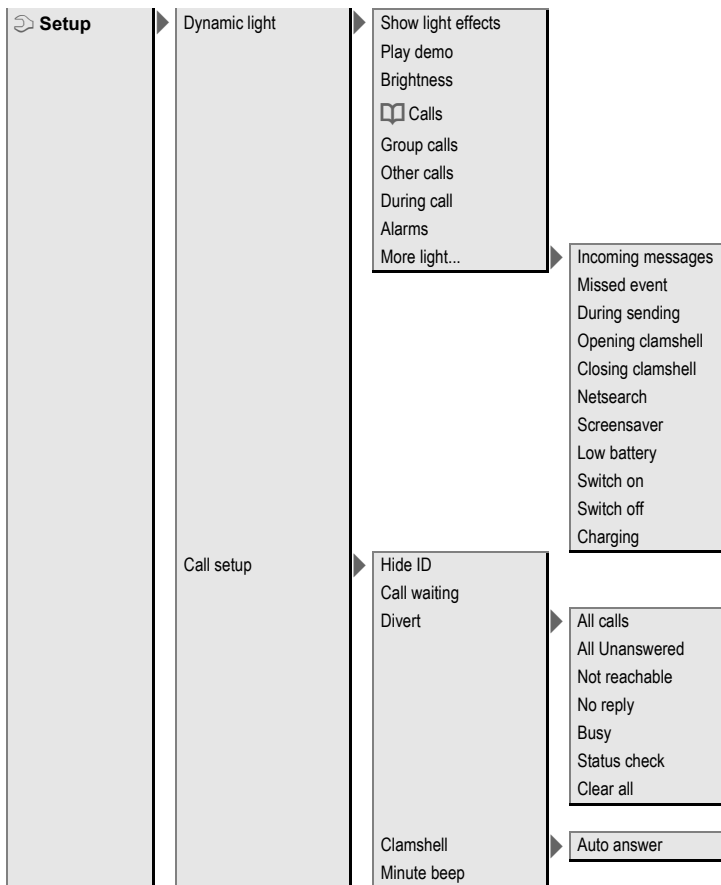 Setup
Dynamic light
Show light effects
Play demo
Brightness
Calls
Group calls
Other calls
During call
Alarms
More light...
Incoming messages
Missed event
During sending
Opening clamshell
Closing clamshell
Netsearch
Screensaver
Low battery
Switch on
Switch off
Charging
Call setup
Hide ID
Call waiting
Divert
All calls
All Unanswered
Not reachable
No reply
Busy
Status check
Clear all
Clamshell
Auto answer
Minute beep